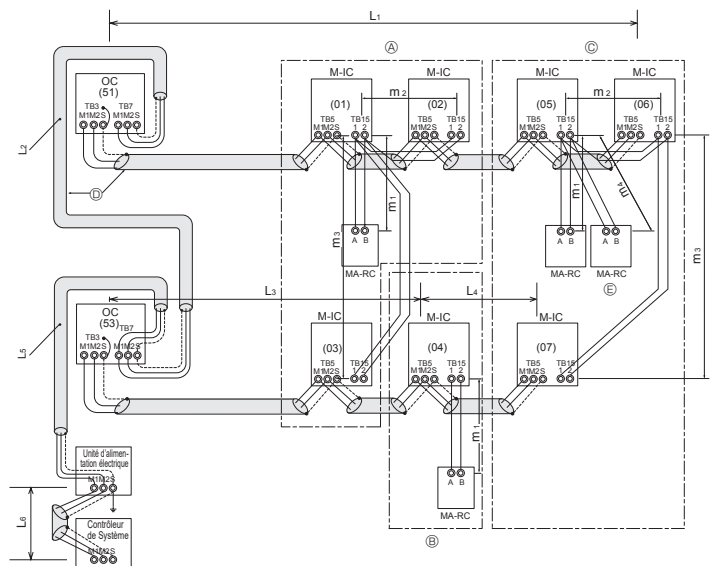 L1
Ⓐ
Ⓒ
OC
(51)
TB3
TB7
M1M2S
M1M2S
M-IC
(01)
TB5
M1M2S
TB15
1 2
m2
M-IC
(02)
TB5
M1M2S
TB15
1 2
M-IC
(05)
TB5
M1M2S
TB15
1 2
m2
M-IC
(06)
TB5
M1M2S
TB15
1 2
L2
Ⓓ
m3
m1
A B
MA-RC
m1
m4
A B
MA-RC
A B
MA-RC
Ⓔ
m3
L3
L4
OC
(53)
TB3
TB7
M1M2S
M1M2S
L5
M-IC
(03)
TB5
M1M2S
TB15
1 2
M-IC
(04)
TB5
M1M2S
TB15
1 2
M-IC
(07)
TB5
M1M2S
TB15
1 2
m1
A B
MA-RC
Ⓑ
Unité d'alimen-
tation électrique
M1M2S
L6
Contrôleur
de Système
M1M2S